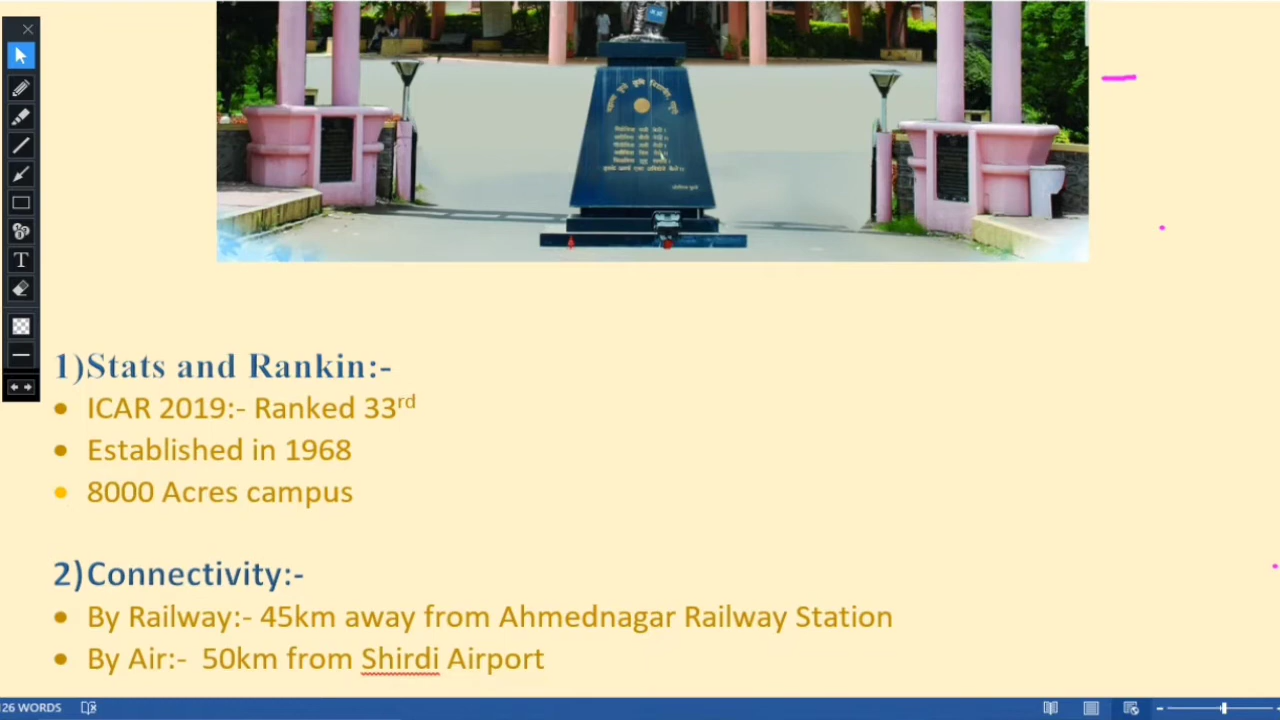 1)Stats and Rankin:-
• ICAR 2019:- Ranked 33rd
• Established in 1968
• 8000 Acres campus
2)Connectivity:-
• By Railway:- 45km away from Ahmednagar Railway Station
• By Air:- 50km from Shirdi Airport
126 WORDS